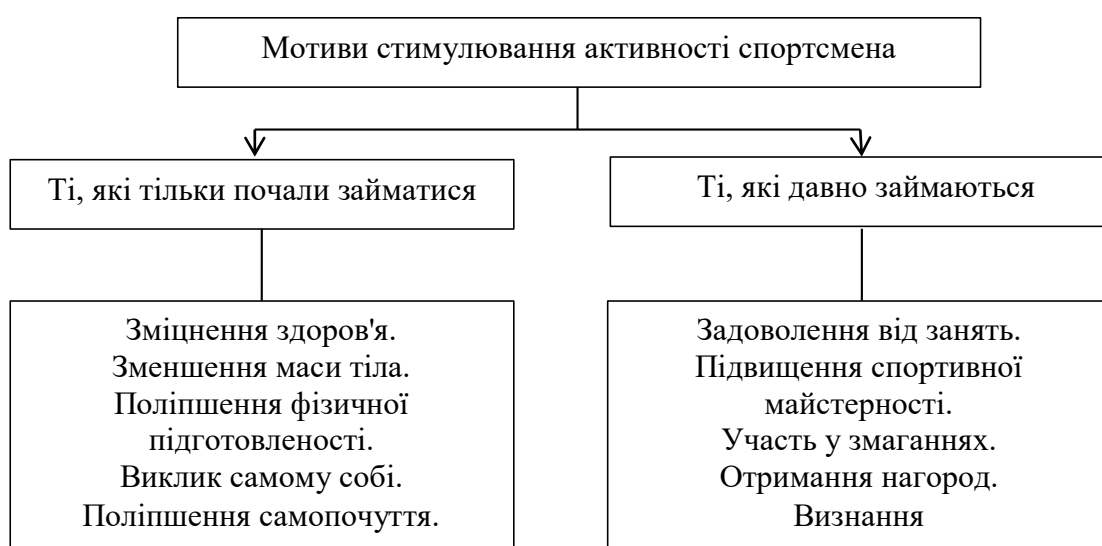 Мотиви стимулювання активності спортсмена
Ті, які тільки почали займатися
Ті, які давно займаються
Зміцнення здоров'я.
Зменшення маси тіла.
Поліпшення фізичної
підготовленості.
Виклик самому собі.
Поліпшення самопочуття.
Задоволення від занять.
Підвищення спортивної
майстерності.
Участь у змаганнях.
Отримання нагород.
Визнання